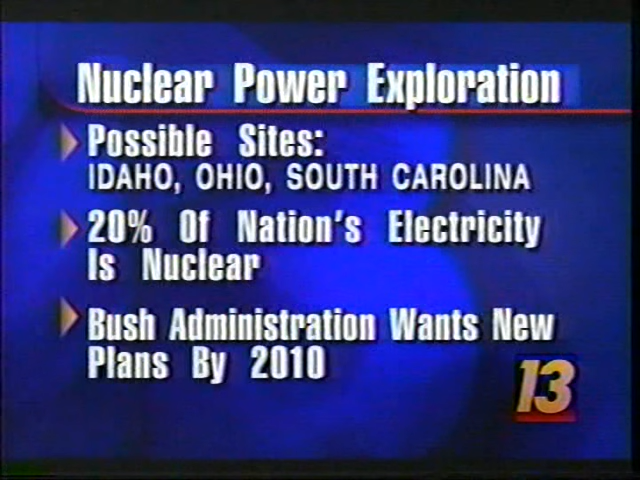 Nuclear Power Exploration
Possible Sites:
IDAHO, OHIO, SOUTH CAROLINA
20% Of Nation's Electricity
Is Nuclear
Bush Administration Wants New
Plans By 2010
13